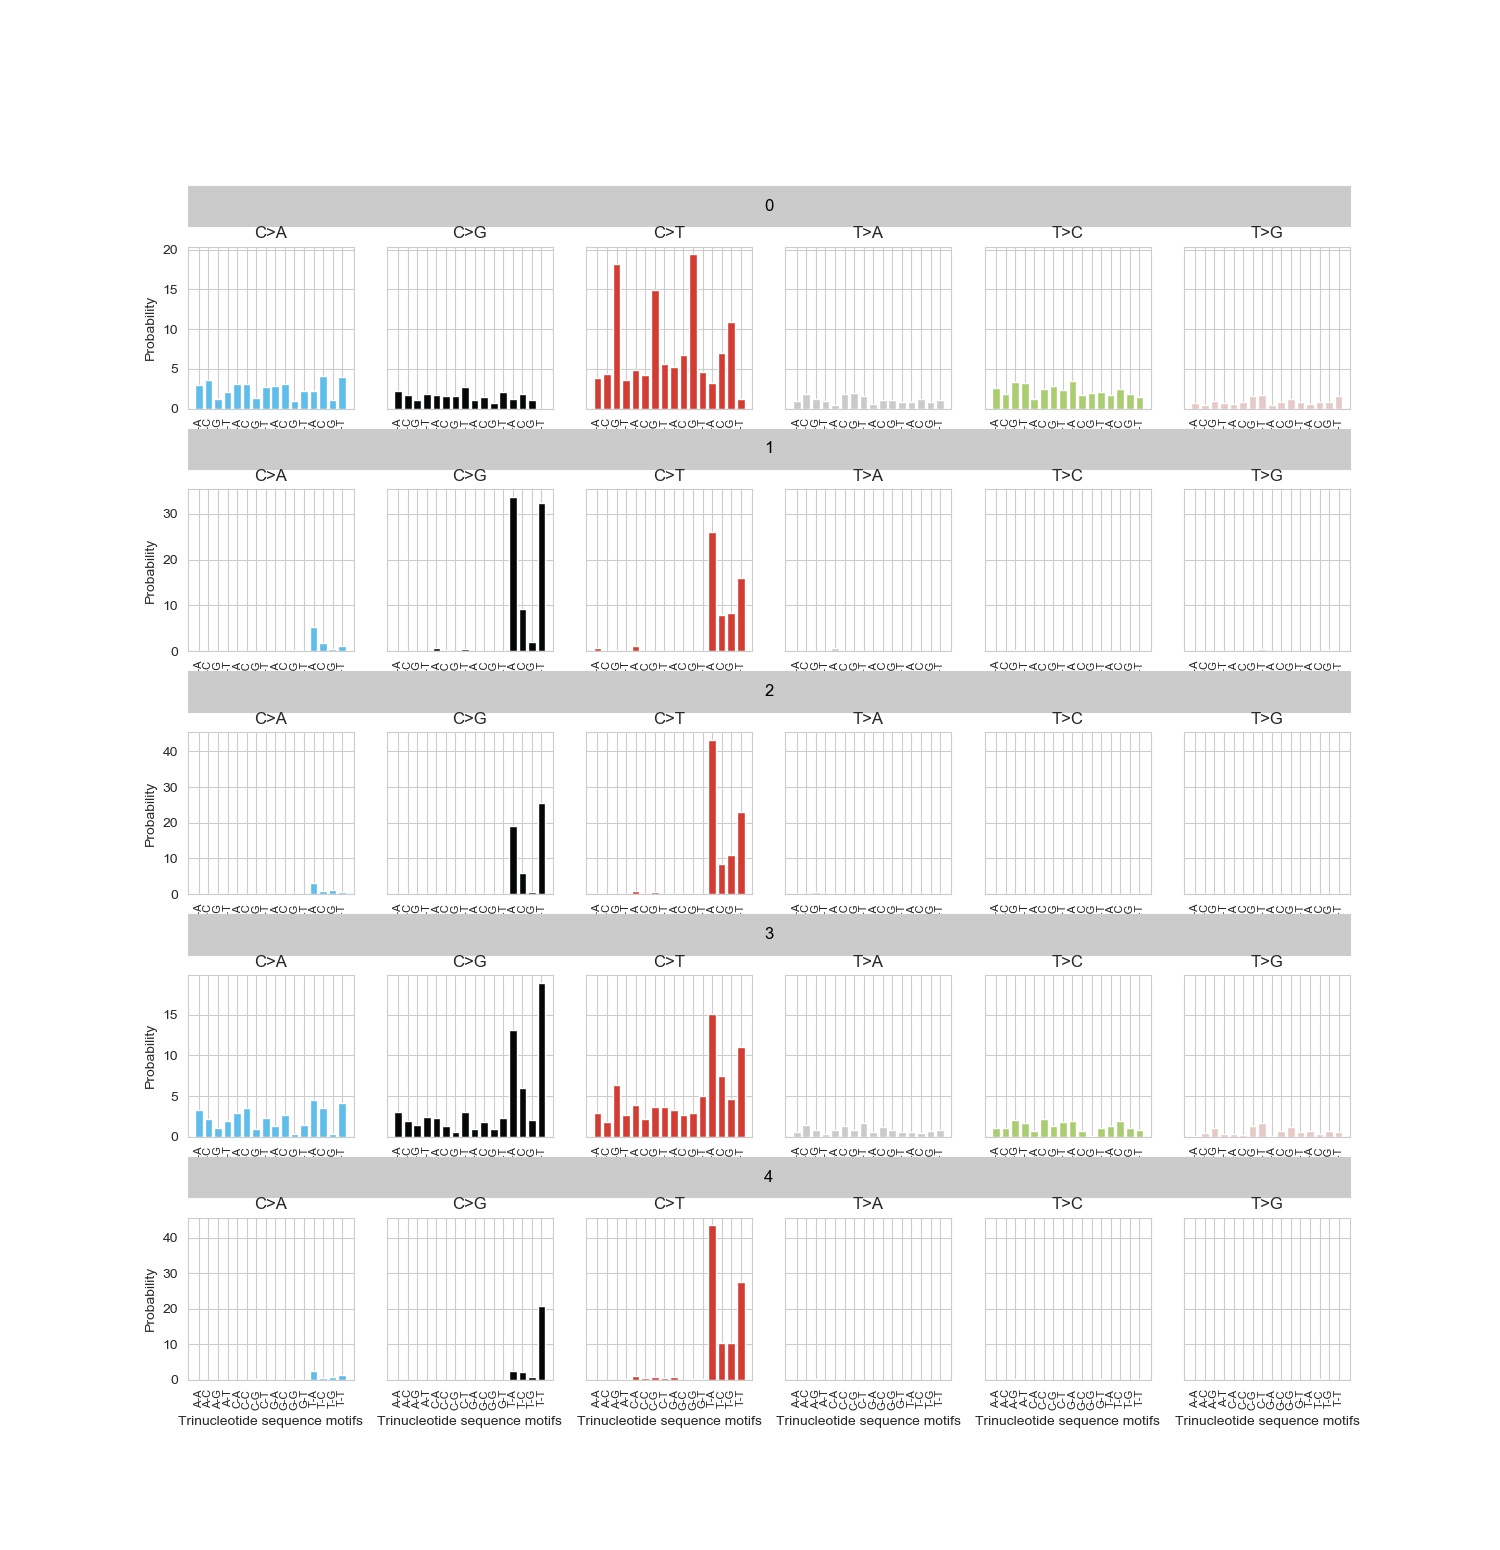 0
C>A C>G C>T T>A T>C T>G
20
15
10
5
0
Probability
-A -C G -T A C G T A C G -T A C G -T
1
C>A C>G C>T T>A T>C T>G
30
20
10
0
Probability
2
C>A C>G C>T T>A T>C T>G
40
30
20
10
0
Probability
3
C>A C>G C>T T>A T>C T>G
15
10
5
0
Probability
4
C>A C>G C>T T>A T>C T>G
40
30
20
10
0
Probability
A-A A-C A-G A-T C-A C-C C-G C-T G-A G-C G-G G-T T-A T-C T-G T-T
A-A A-C A-G A-T C-A C-C C-G C-T G-A G-C G-G G-T T-A T-C T-G T-T
A-A A-C A-G A-T C-A C-C C-G C-T G-A G-C G-G G-T T-A T-C T-G T-T
A-A A-C A-G A-T C-A C-C C-G C-T G-A G-C G-G G-T T-A T-C T-G T-T
A-A A-C A-G A-T C-A C-C C-G C-T G-A G-C G-G G-T T-A T-C T-G T-T
A-A A-C A-G A-T C-A C-C C-G C-T G-A G-C G-G G-T T-A T-C T-G T-T
Trinucleotide sequence motifs Trinucleotide sequence motifs Trinucleotide sequence motifs Trinucleotide sequence motifs Trinucleotide sequence motifs Trinucleotide sequence motifs